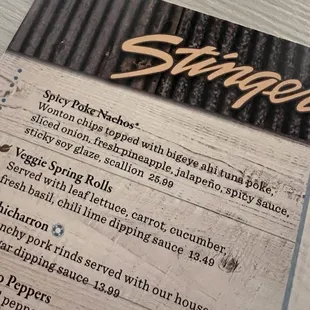 Stinger
Spicy Poke Nachos*
Wonton chips topped with bigeye ahi tuna poke,
sliced onion, fresh pineapple, jalapeño, spicy sauce,
sticky soy glaze, scallion 25.99
Veggie Spring Rolls
Served with leaf lettuce, carrot, cucumber,
fresh basil, chili lime dipping sauce 13.49
hicharron
nchy pork rinds served with our house
ar dipping sauce 13.99
o Peppers
pepper